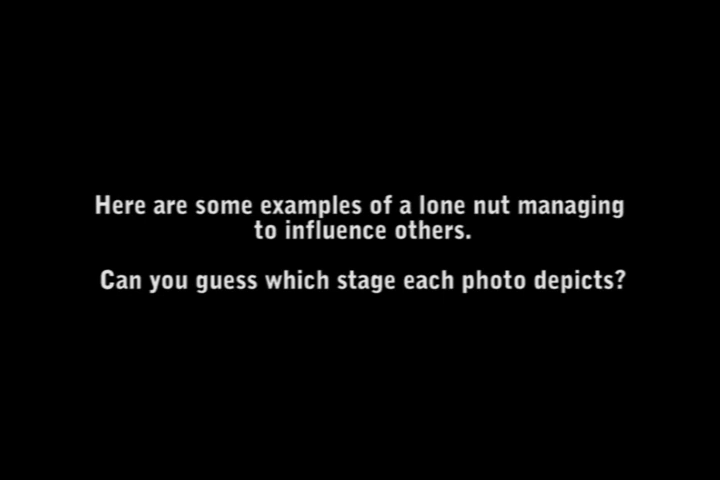 Here are some examples of a lone nut managing
to influence others.
Can you guess which stage each photo depicts?